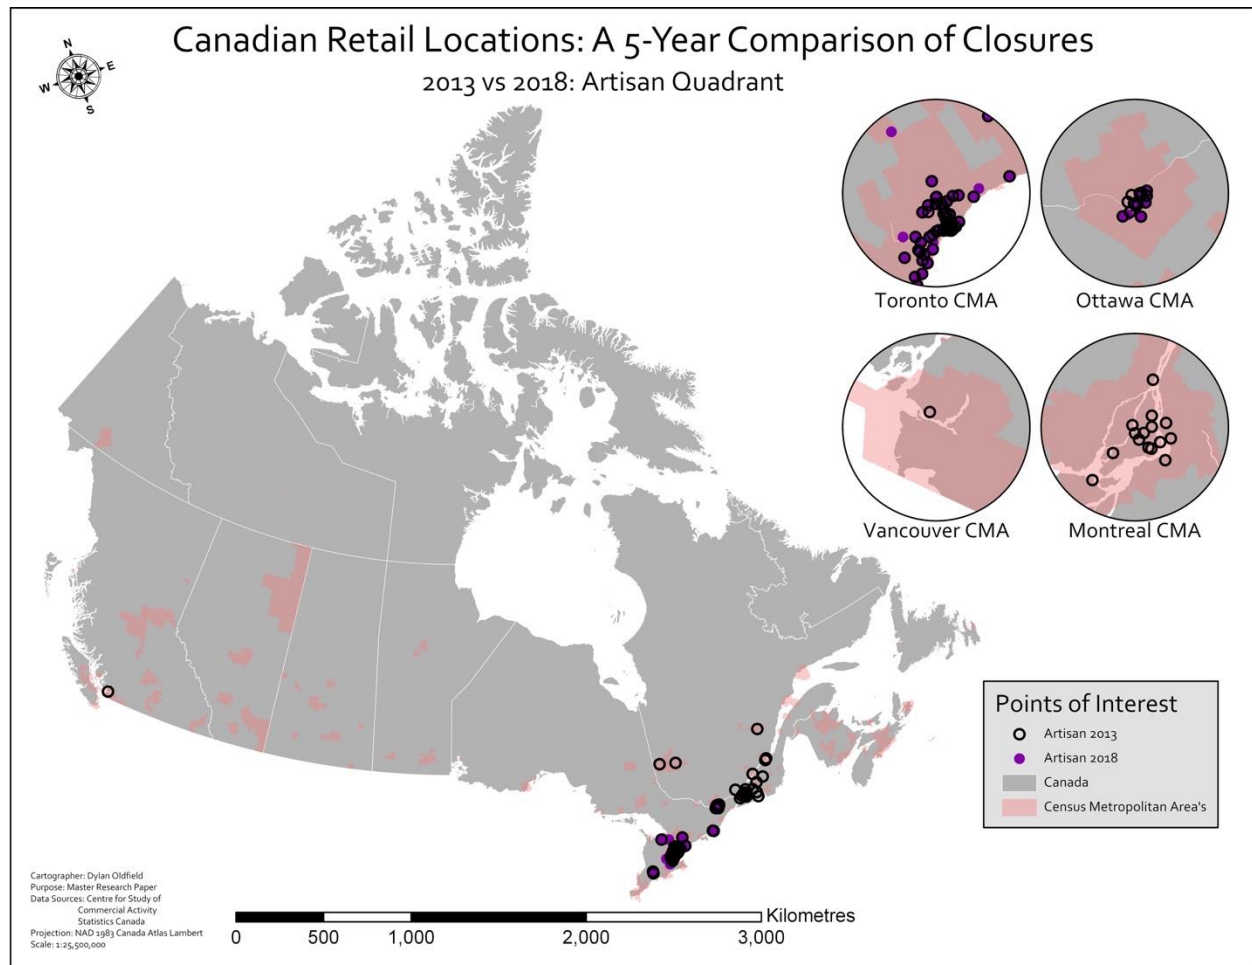 Canadian Retail Locations: A 5-Year Comparison of Closures
2013 vs 2018: Artisan Quadrant
N
E
W
S
Toronto CMA
Ottawa CMA
Vancouver CMA
Montreal CMA
Points of Interest
Artisan 2013
Artisan 2018
Canada
Census Metropolitan Area's
Cartographer: Dylan Oldfield
Purpose: Master Research Paper
Data Sources: Centre for Study of
Commercial Activity
Statistics Canada
Projection: NAD 1983 Canada Atlas Lambert
Scale: 1:25,500,000
Kilometres
0 500 1,000 2,000 3,000